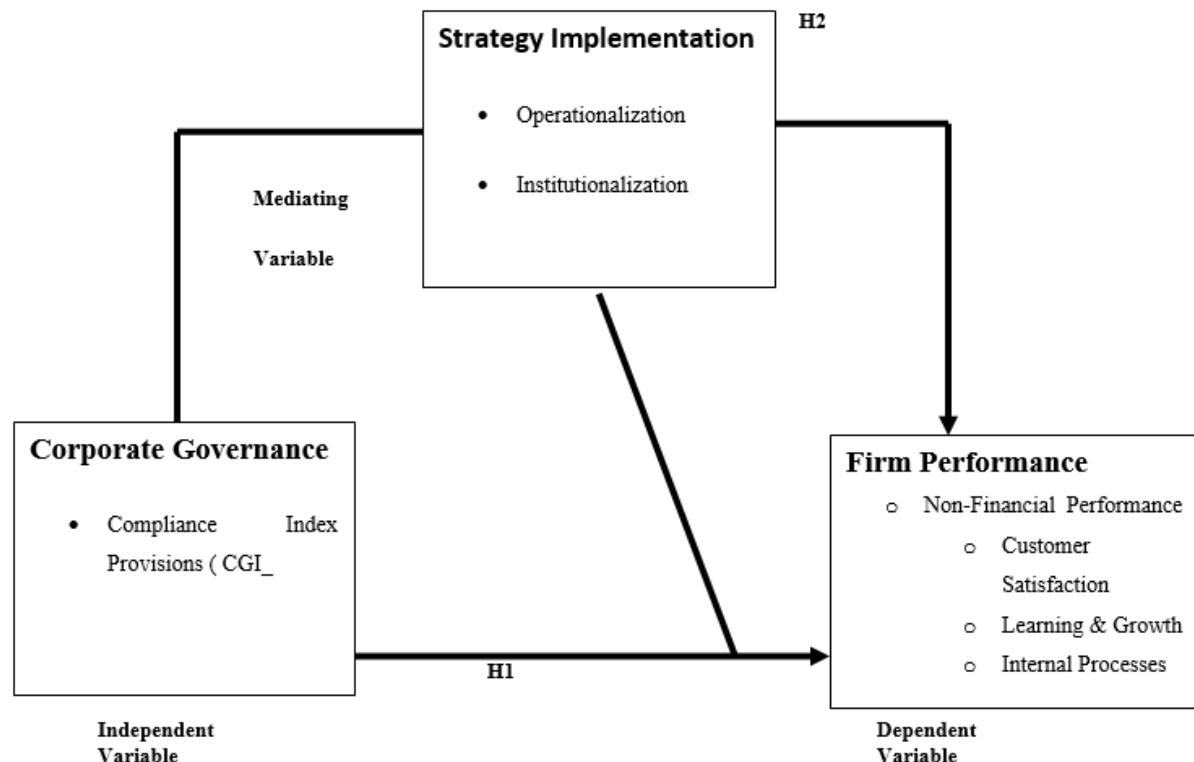 Strategy Implementation
H2
• Operationalization
• Institutionalization
Mediating
Variable
Corporate Governance
• Compliance Index
Provisions ( CGI_
Firm Performance
o Non-Financial Performance
o Customer
Satisfaction
o Learning & Growth
o Internal Processes
H1
Independent
Variable
Dependent
Variable